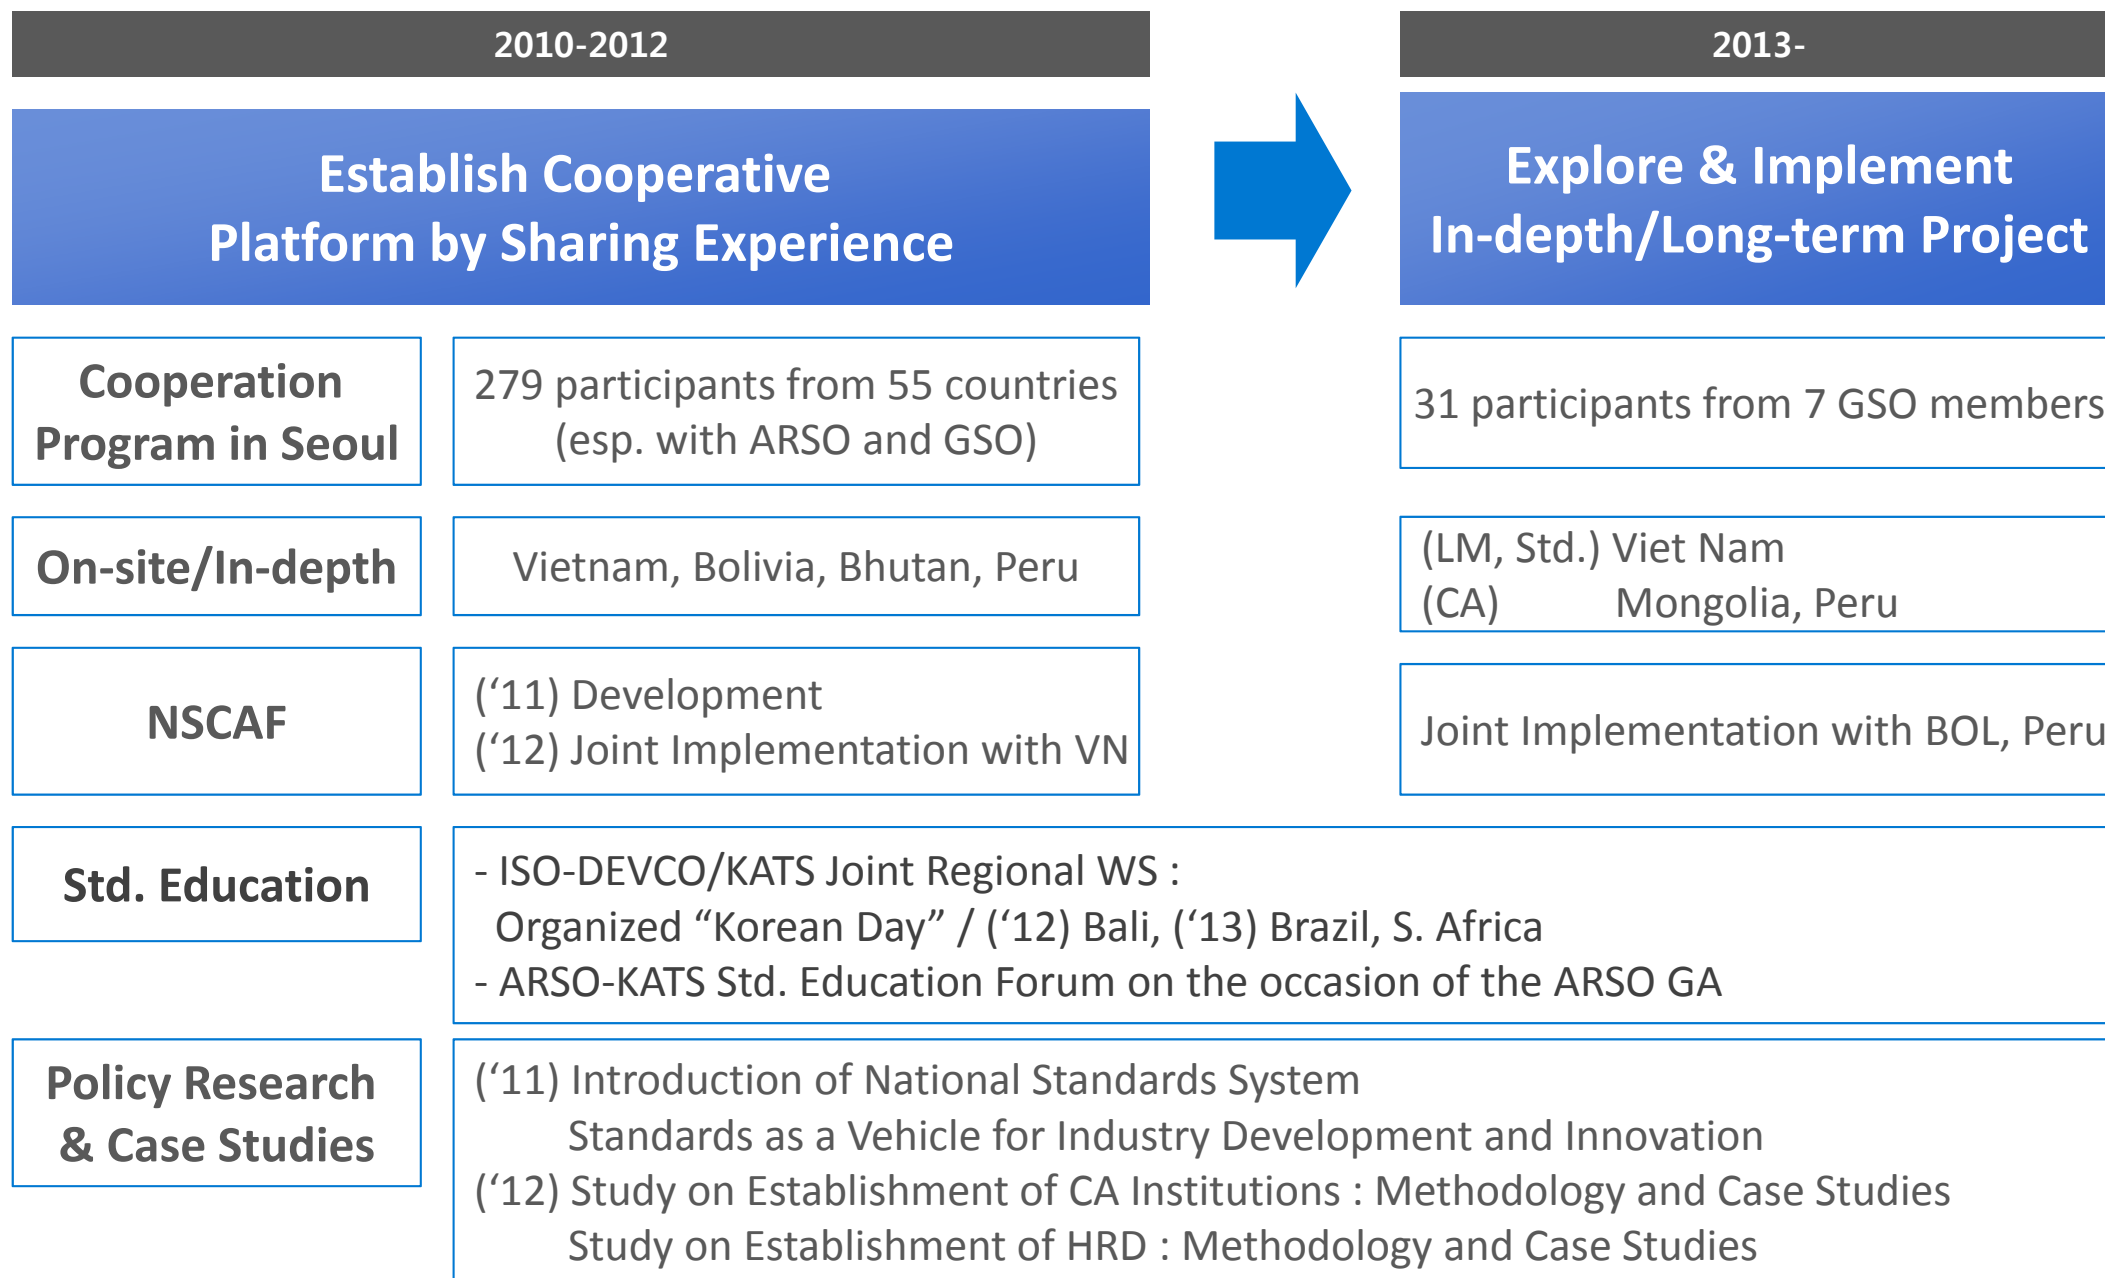 2010-2012
2013-
Establish Cooperative
Platform by Sharing Experience
Explore & Implement
In-depth/Long-term Project
Cooperation
Program in Seoul
279 participants from 55 countries
(esp. with ARSO and GSO)
31 participants from 7 GSO members
On-site/In-depth
Vietnam, Bolivia, Bhutan, Peru
(LM, Std.) Viet Nam
(CA) Mongolia, Peru
NSCAF
(‘11) Development
(‘12) Joint Implementation with VN
Joint Implementation with BOL, Peru
Std. Education
- ISO-DEVCO/KATS Joint Regional WS :
Organized “Korean Day” / (‘12) Bali, (‘13) Brazil, S. Africa
- ARSO-KATS Std. Education Forum on the occasion of the ARSO GA
Policy Research
& Case Studies
(‘11) Introduction of National Standards System
Standards as a Vehicle for Industry Development and Innovation
(‘12) Study on Establishment of CA Institutions : Methodology and Case Studies
Study on Establishment of HRD : Methodology and Case Studies